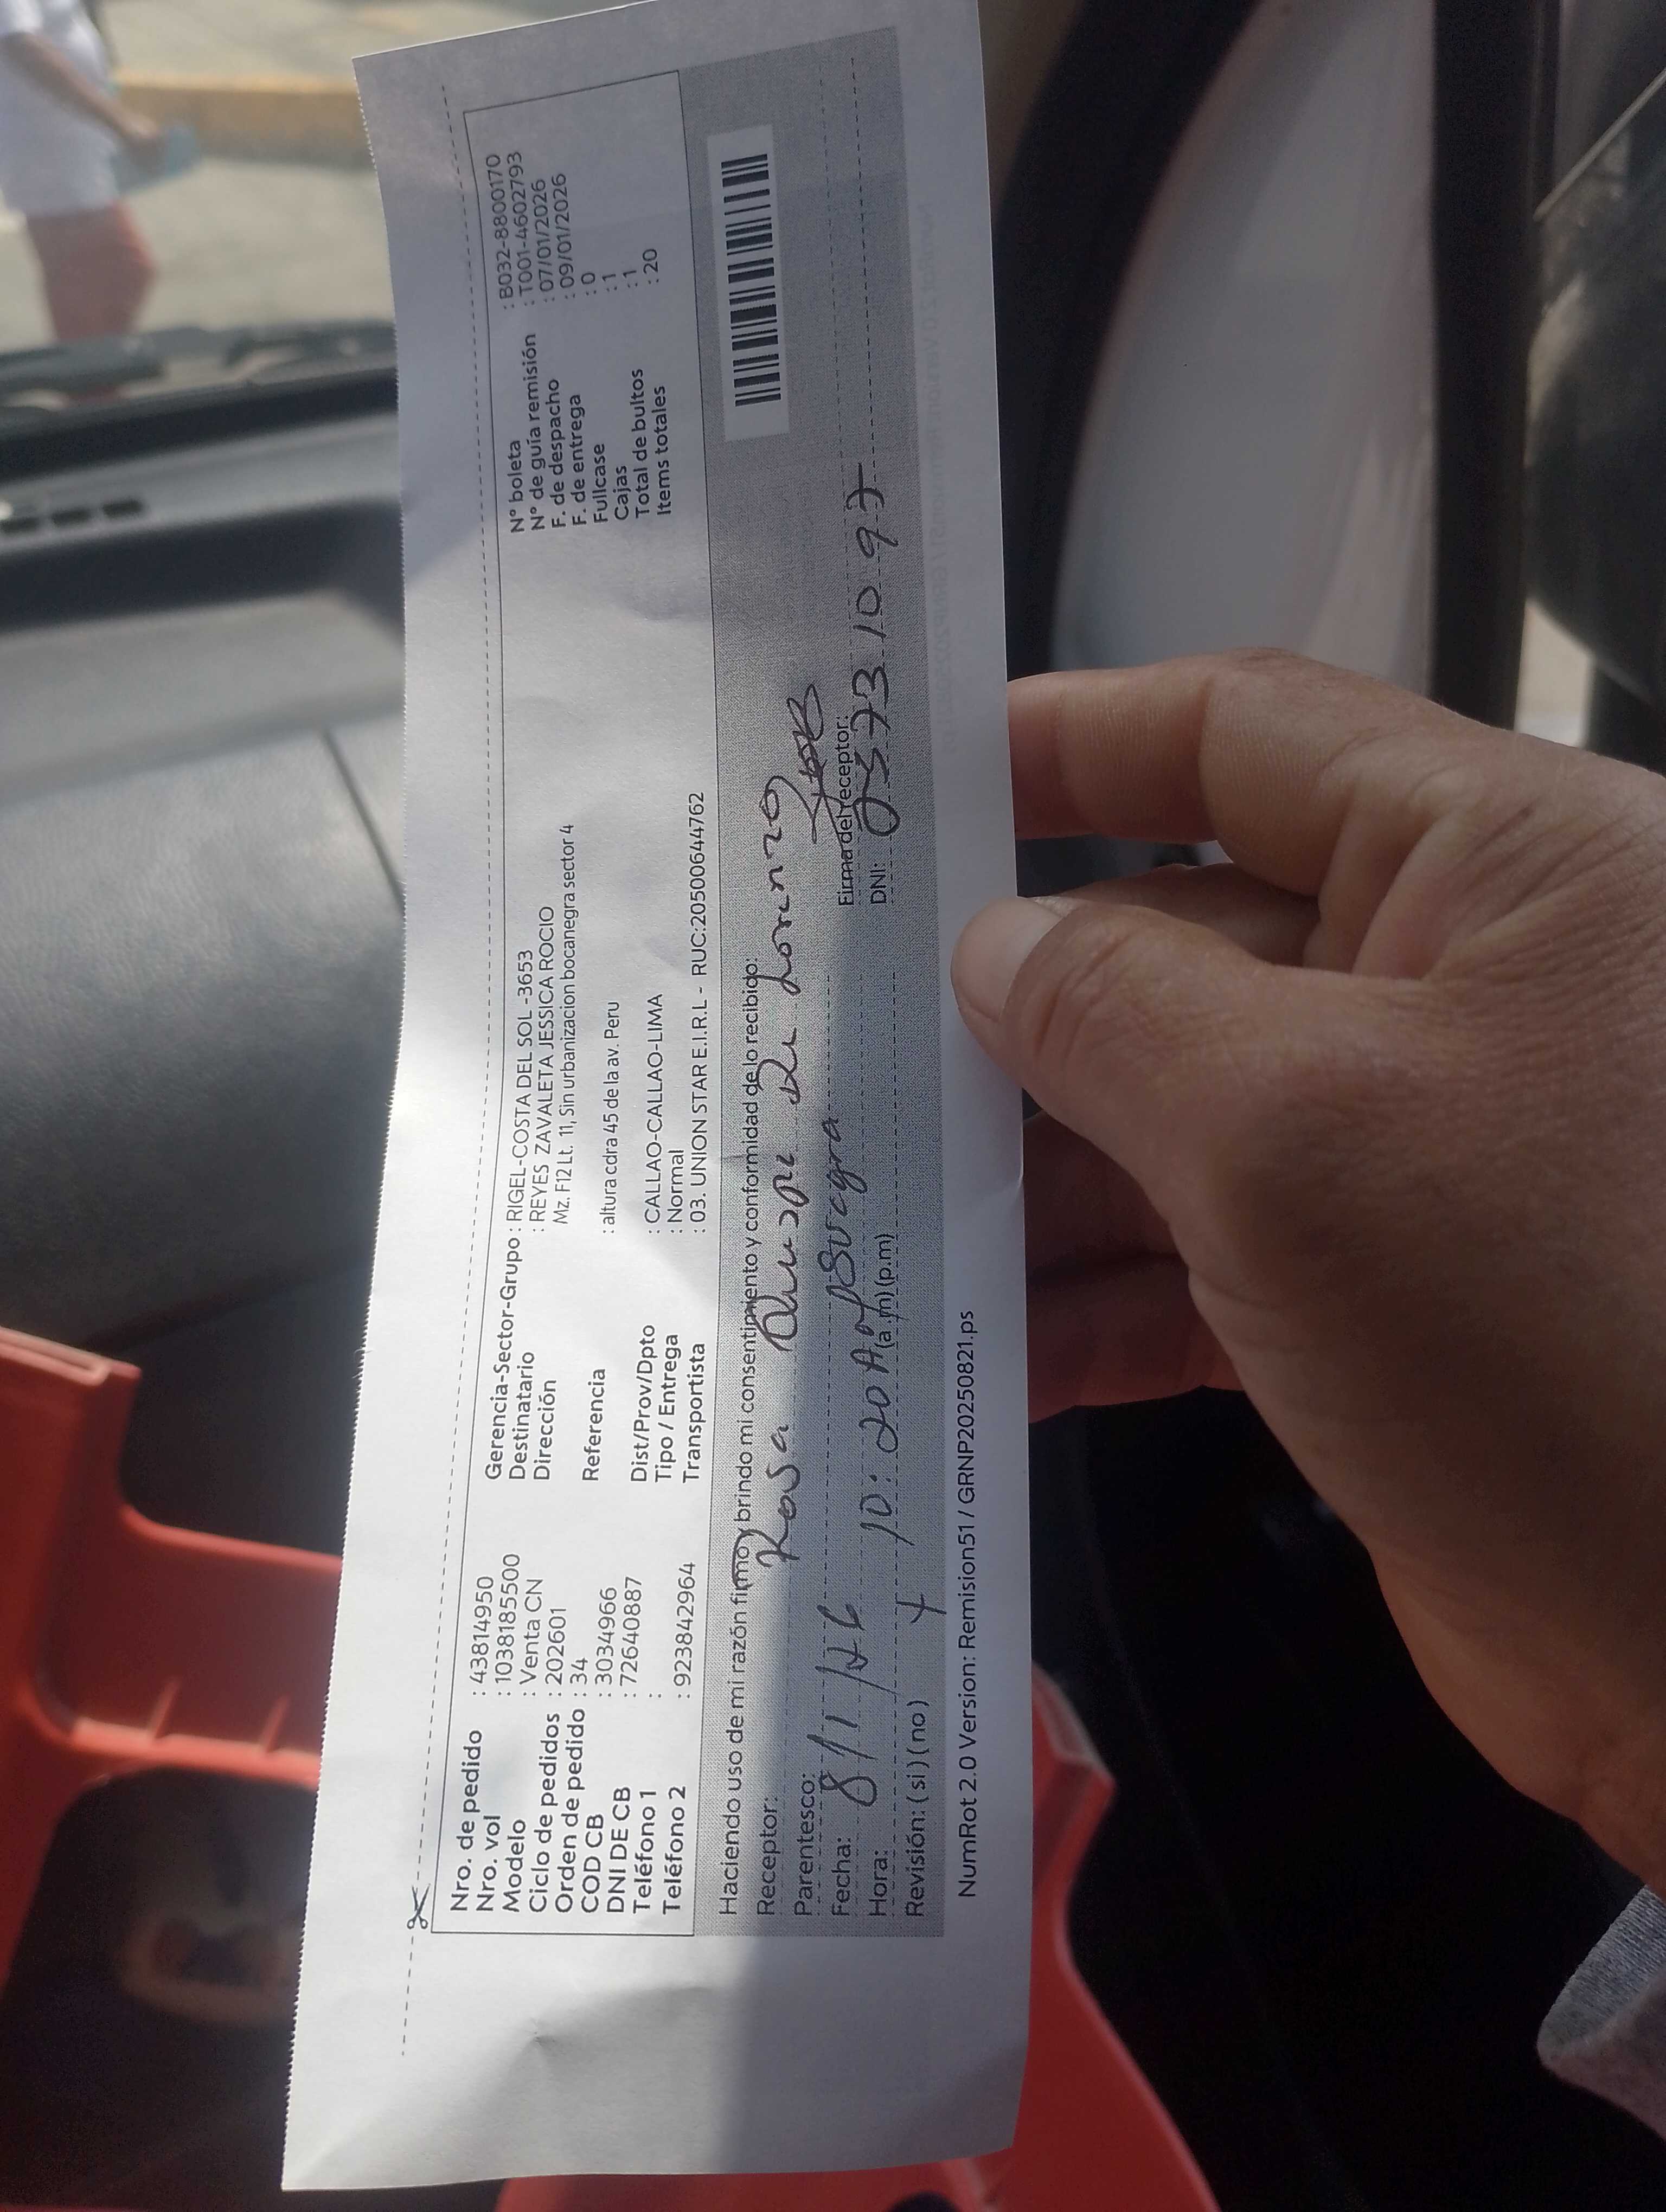 Nro. de pedido : 43814950
Nro. vol : 1038185500
Modelo : Venta CN
Ciclo de pedidos : 202601
Orden de pedido : 34
COD CB : 3034966
DNI DE CB : 72640887
Teléfono 1 :
Teléfono 2 : 923842964
Gerencia-Sector-Grupo : RIGEL-COSTA DEL SOL -3653
Destinatario : REYES ZAVALETA JESSICA ROCIO
Dirección Mz. F12 Lt. 11, Sin urbanizacion bocanegra sector 4
Referencia : altura cdra 45 de la av. Peru
Dist/Prov/Dpto : CALLAO-CALLAO-LIMA
Tipo / Entrega : Normal
Transportista : 03. UNION STAR E.I.R.L - RUC:20500644762
N° boleta : B032-8800170
N° de guía remisión : T001-4602793
F. de despacho : 07/01/2026
F. de entrega : 09/01/2026
Fullcase : 0
Cajas : 1
Total de bultos : 1
Items totales : 20
Haciendo uso de mi razón firmo y brindo mi consentimiento y conformidad de lo recibido:
Receptor: Rosa de Lorenzo
Parentesco: Suegra
Fecha: 8/1/26
Firma del receptor:
Hora: 10:20 AM (a.m) (p.m)
DNI: 25731097
Revisión: ( si ) ( no )
NumRot 2.0 Version: Remision51 / GRNP20250821.ps